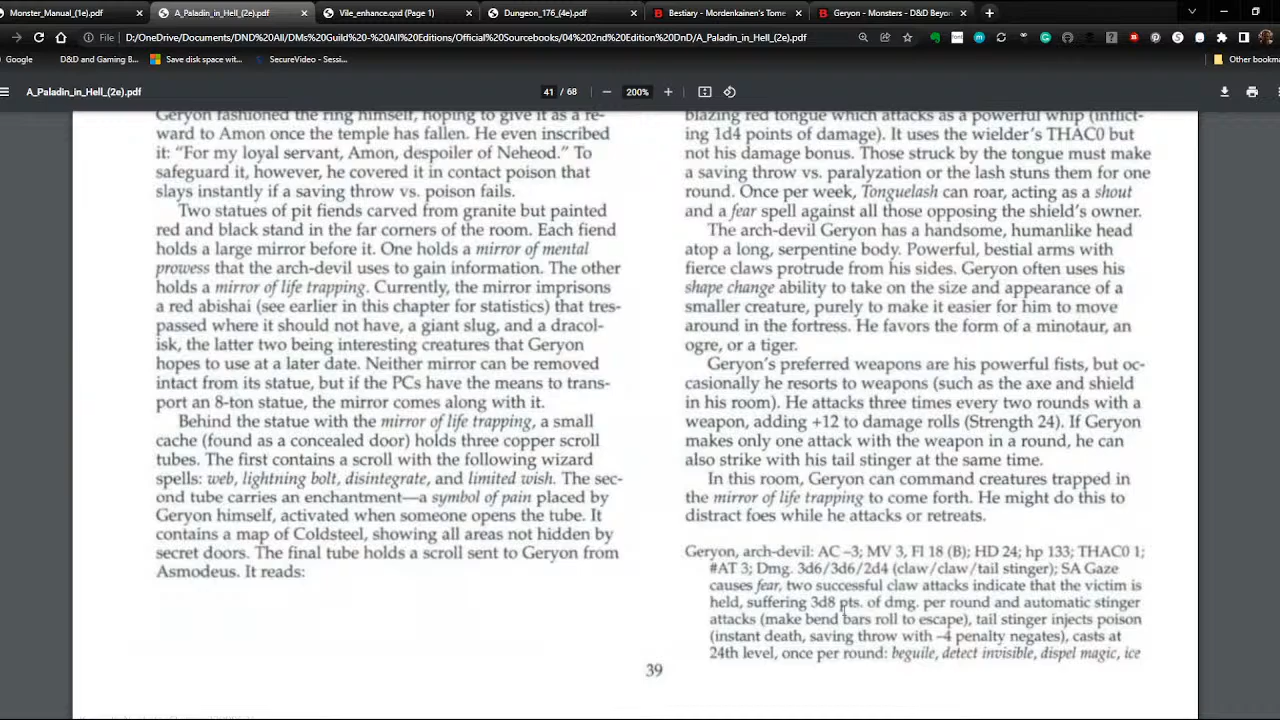 Monster_Manual_(1e).pdf
A_Paladin_in_Hell_(2e).pdf
Vile_enhance.qxd (Page 1)
Dungeon_176_(4e).pdf
Bestiary - Mordenkainen's Tome
Geryon - Monsters - D&D Beyon
File
D:/OneDrive/Documents/DND%20All/DMs%20Guild%20-%20All%20Editions/Official%20Sourcebooks/04%202nd%20Edition%20DnD/A_Paladin_in_Hell_(2e).pdf
Google
D&D and Gaming B...
Save disk space wit...
SecureVideo - Sessi...
Other bookma
A_Paladin_in_Hell_(2e).pdf
41 / 68
200%
Geryon fashioned the ring himself, hoping to give it as a re-
ward to Amon once the temple has fallen. He even inscribed
it: “For my loyal servant, Amon, despoiler of Neheod.” To
safeguard it, however, he covered it in contact poison that
slays instantly if a saving throw vs. poison fails.
Two statues of pit fiends carved from granite but painted
red and black stand in the far corners of the room. Each fiend
holds a large mirror before it. One holds a mirror of mental
prowess that the arch-devil uses to gain information. The other
holds a mirror of life trapping. Currently, the mirror imprisons
a red abishai (see earlier in this chapter for statistics) that tres-
passed where it should not have, a giant slug, and a dracol-
isk, the latter two being interesting creatures that Geryon
hopes to use at a later date. Neither mirror can be removed
intact from its statue, but if the PCs have the means to trans-
port an 8-ton statue, the mirror comes along with it.
Behind the statue with the mirror of life trapping, a small
cache (found as a concealed door) holds three copper scroll
tubes. The first contains a scroll with the following wizard
spells: web, lightning bolt, disintegrate, and limited wish. The sec-
ond tube carries an enchantment—a symbol of pain placed by
Geryon himself, activated when someone opens the tube. It
contains a map of Coldsteel, showing all areas not hidden by
secret doors. The final tube holds a scroll sent to Geryon from
Asmodeus. It reads:
blazing red tongue which attacks as a powerful whip (inflict-
ing 1d4 points of damage). It uses the wielder's THAC0 but
not his damage bonus. Those struck by the tongue must make
a saving throw vs. paralyzation or the lash stuns them for one
round. Once per week, Tonguelash can roar, acting as a shout
and a fear spell against all those opposing the shield's owner.
The arch-devil Geryon has a handsome, humanlike head
atop a long, serpentine body. Powerful, bestial arms with
fierce claws protrude from his sides. Geryon often uses his
shape change ability to take on the size and appearance of a
smaller creature, purely to make it easier for him to move
around in the fortress. He favors the form of a minotaur, an
ogre, or a tiger.
Geryon's preferred weapons are his powerful fists, but oc-
casionally he resorts to weapons (such as the axe and shield
in his room). He attacks three times every two rounds with a
weapon, adding +12 to damage rolls (Strength 24). If Geryon
makes only one attack with the weapon in a round, he can
also strike with his tail stinger at the same time.
In this room, Geryon can command creatures trapped in
the mirror of life trapping to come forth. He might do this to
distract foes while he attacks or retreats.
Geryon, arch-devil: AC –3; MV 3, Fl 18 (B); HD 24; hp 133; THAC0 1;
#AT 3; Dmg. 3d6/3d6/2d4 (claw/claw/tail stinger); SA Gaze
causes fear, two successful claw attacks indicate that the victim is
held, suffering 3d8 pts. of dmg. per round and automatic stinger
attacks (make bend bars roll to escape), tail stinger injects poison
(instant death, saving throw with –4 penalty negates), casts at
24th level, once per round: beguile, detect invisible, dispel magic, ice
39